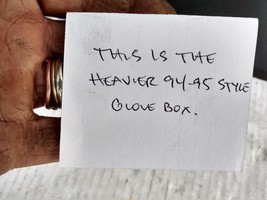 THIS IS THE
HEAVIER 94-95 STYLE
GLOVE BOX.